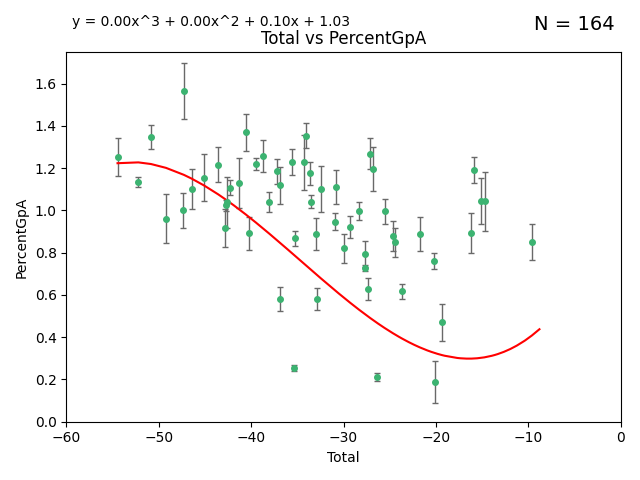 y = 0.00x^3 + 0.00x^2 + 0.10x + 1.03
N = 164
Total vs PercentGpA
PercentGpA
1.6
1.4
1.2
1.0
0.8
0.6
0.4
0.2
0.0
−60 −50 −40 −30 −20 −10 0
Total